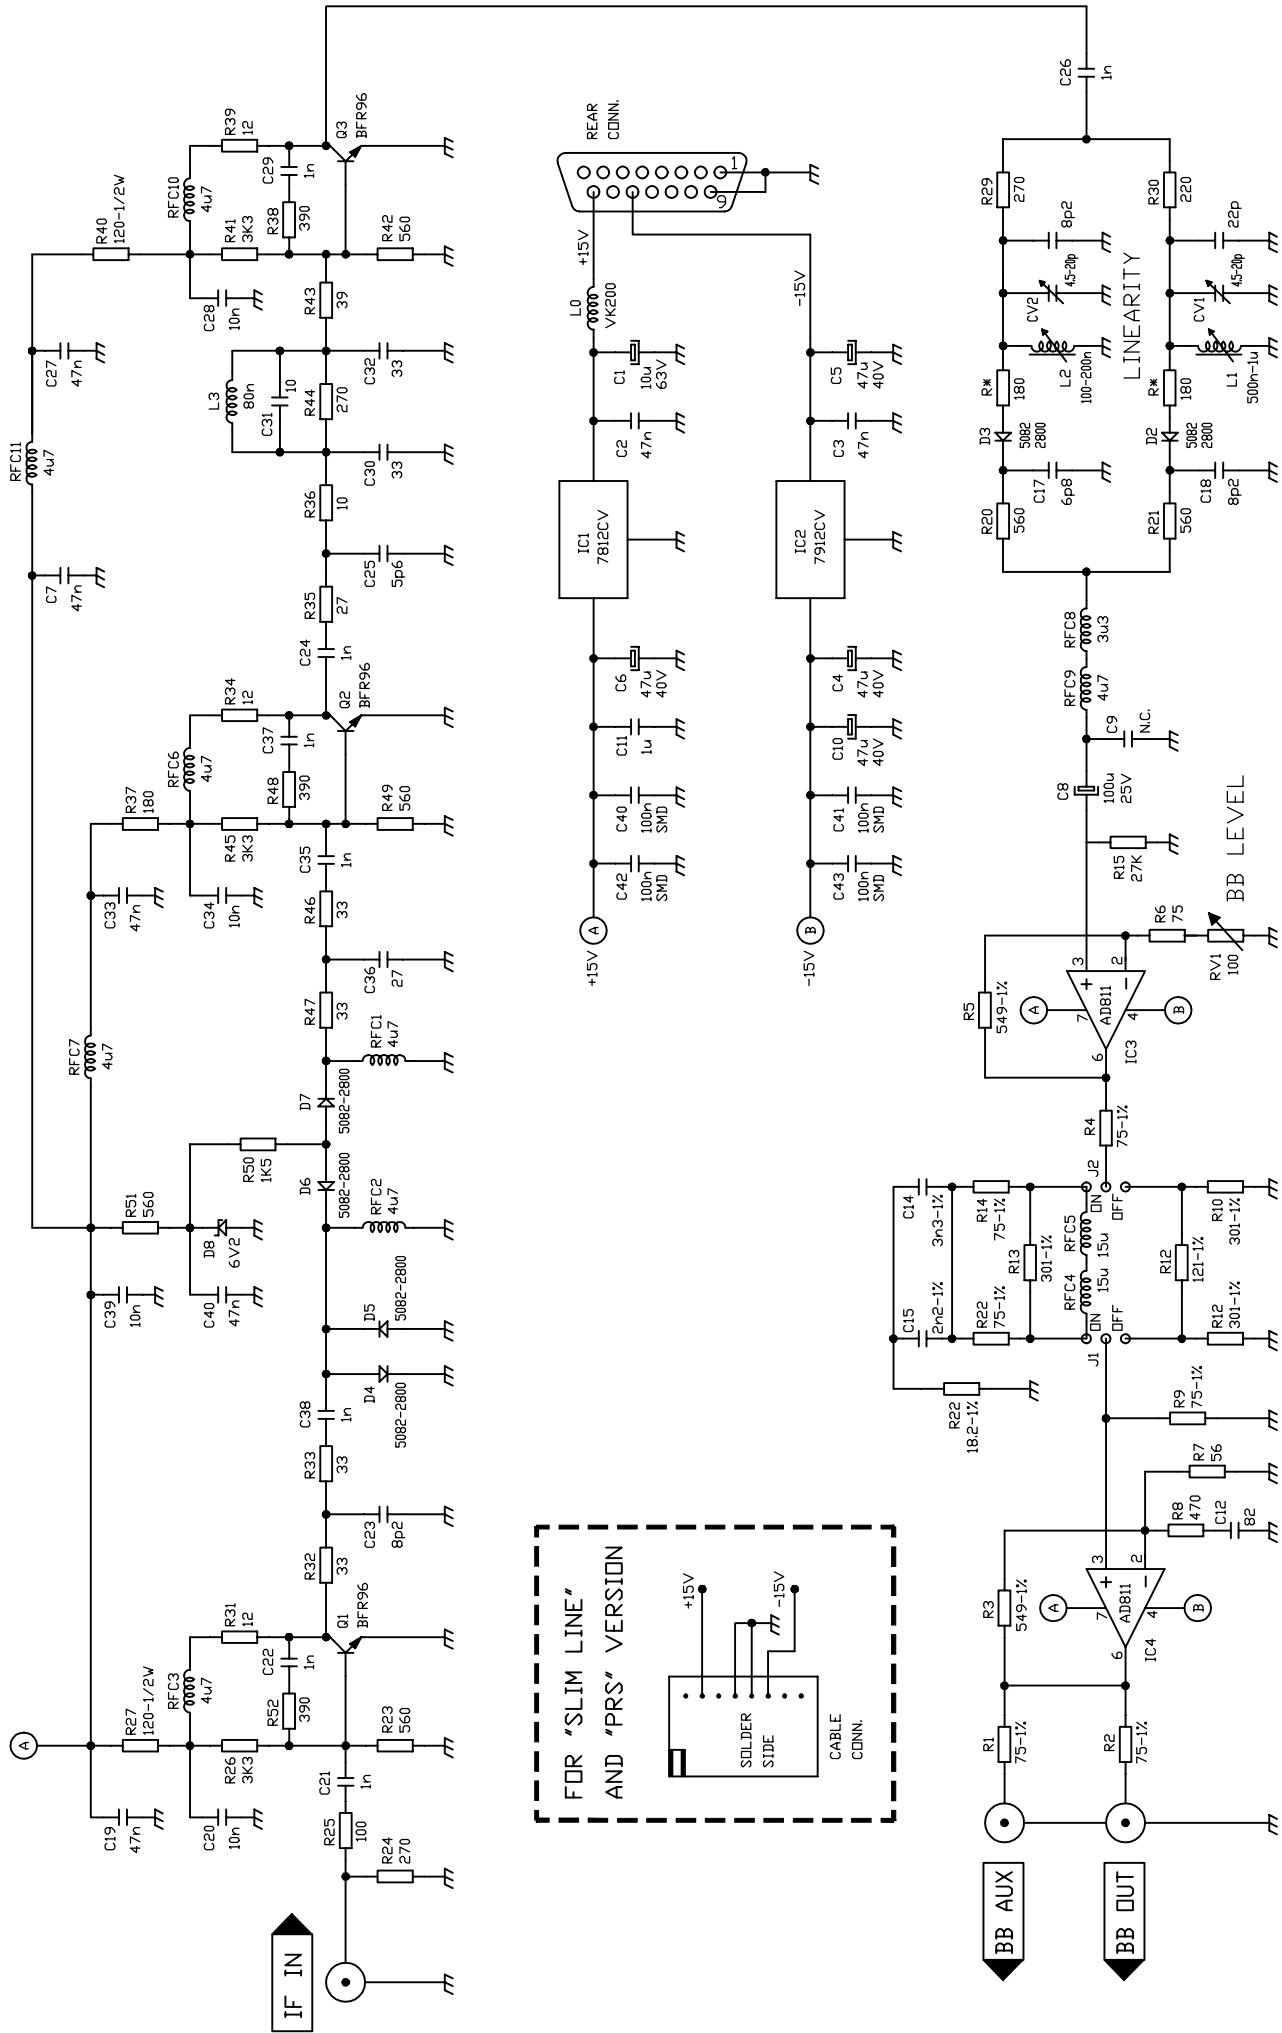 IF IN
R24
270
R25
100
C21
1n
R23
560
A
C19
47n
C20
10n
R27
120-1/2W
R26
3K3
R52
390
C22
1n
RFC3
4u7
R31
12
Q1
BFR96
R32
33
C23
8p2
R33
33
C38
1n
D4
5082-2800
D5
5082-2800
C39
10n
C40
47n
D8
6V2
R51
560
R50
1K5
D6
5082-2800
RFC2
4u7
D7
5082-2800
RFC1
4u7
RFC7
4u7
R47
33
C36
27
R46
33
C35
1n
C33
47n
C34
10n
R37
180
R45
3K3
R49
560
R48
390
C37
1n
RFC6
4u7
R34
12
Q2
BFR96
C24
1n
R35
27
C25
5p6
C7
47n
RFC11
4u7
R36
10
C30
33
L3
80n
C31
10
R44
270
C32
33
C27
47n
R43
39
C28
10n
R40
120-1/2W
R41
3K3
R42
560
R38
390
C29
1n
RFC10
4u7
R39
12
Q3
BFR96
REAR
CONN.
1
9
+15V
-15V
L0
VK200
C1
10u
63V
C2
47n
IC1
7812CV
C6
47u
40V
C11
1u
C40
100n
SMD
C42
100n
SMD
A
+15V
C5
47u
40V
C3
47n
IC2
7912CV
C4
47u
40V
C10
47u
40V
C41
100n
SMD
C43
100n
SMD
B
-15V
FOR "SLIM LINE"
AND "PRS" VERSION
SOLDER
SIDE
CABLE
CONN.
+15V
-15V
C26
1n
R29
270
R30
220
8p2
22p
CV2
4.5-20p
CV1
4.5-20p
LINEARITY
L2
100-200n
L1
500n-1u
R*
180
R*
180
D3
5082
2800
D2
5082
2800
C17
6p8
C18
8p2
R20
560
R21
560
RFC8
3u3
RFC9
4u7
C9
N.C.
C8
100u
25V
R15
27K
BB LEVEL
R6
75
RV1
100
R5
549-1%
3
2
+
-
AD811
7
4
6
A
B
IC3
R4
75-1%
J2
ON
OFF
C14
3n3-1%
R14
75-1%
R13
301-1%
RFC5
15u
RFC4
15u
R10
301-1%
R12
121-1%
R12
301-1%
C15
2n2-1%
R22
75-1%
ON
OFF
J1
R22
18.2-1%
R9
75-1%
R7
56
R8
470
C12
82
R3
549-1%
3
2
+
-
AD811
7
4
6
A
B
IC4
R1
75-1%
R2
75-1%
BB AUX
BB OUT